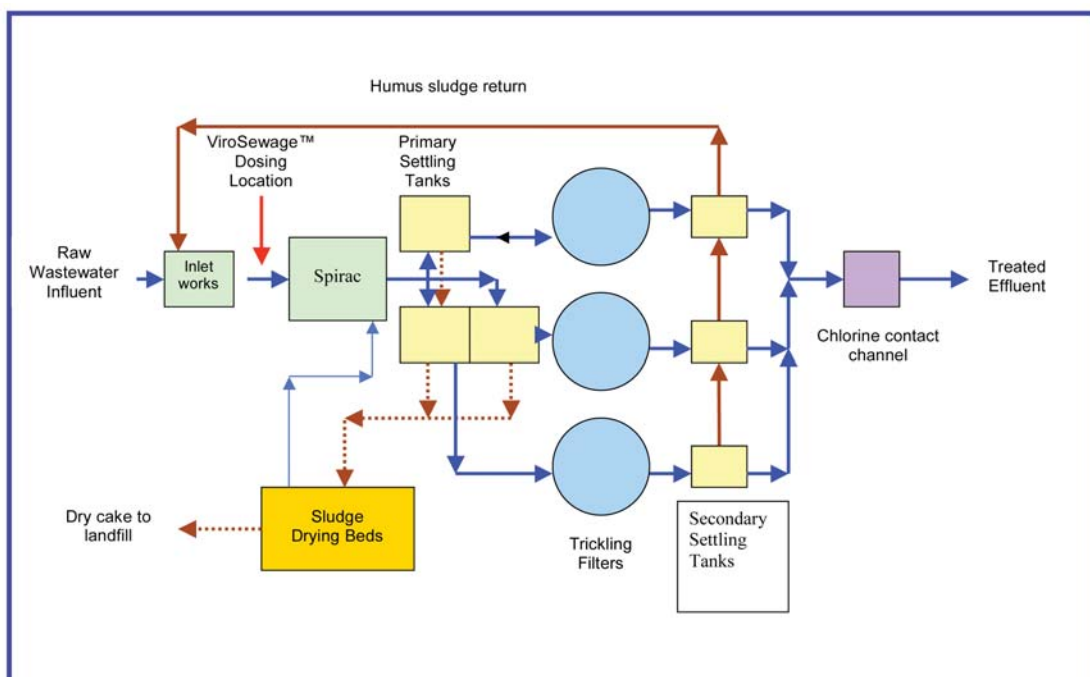 Humus sludge return
ViroSewage™
Dosing
Location
Primary
Settling
Tanks
Raw
Wastewater
Influent
Inlet
works
Spirac
Treated
Effluent
Chlorine contact
channel
Dry cake to
landfill
Sludge
Drying Beds
Trickling
Filters
Secondary
Settling
Tanks